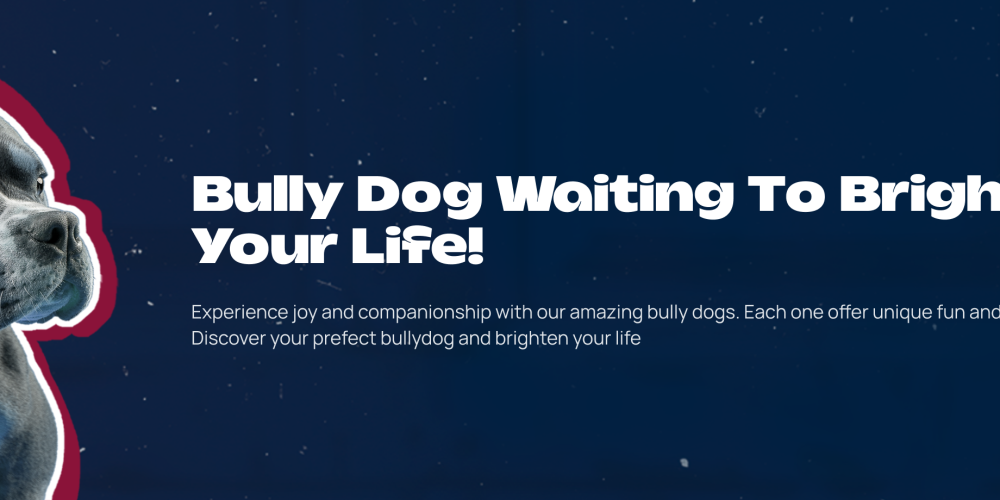 Bully Dog Waiting To Brigh
Your Life!
Experience joy and companionship with our amazing bully dogs. Each one offer unique fun and
Discover your prefect bullydog and brighten your life